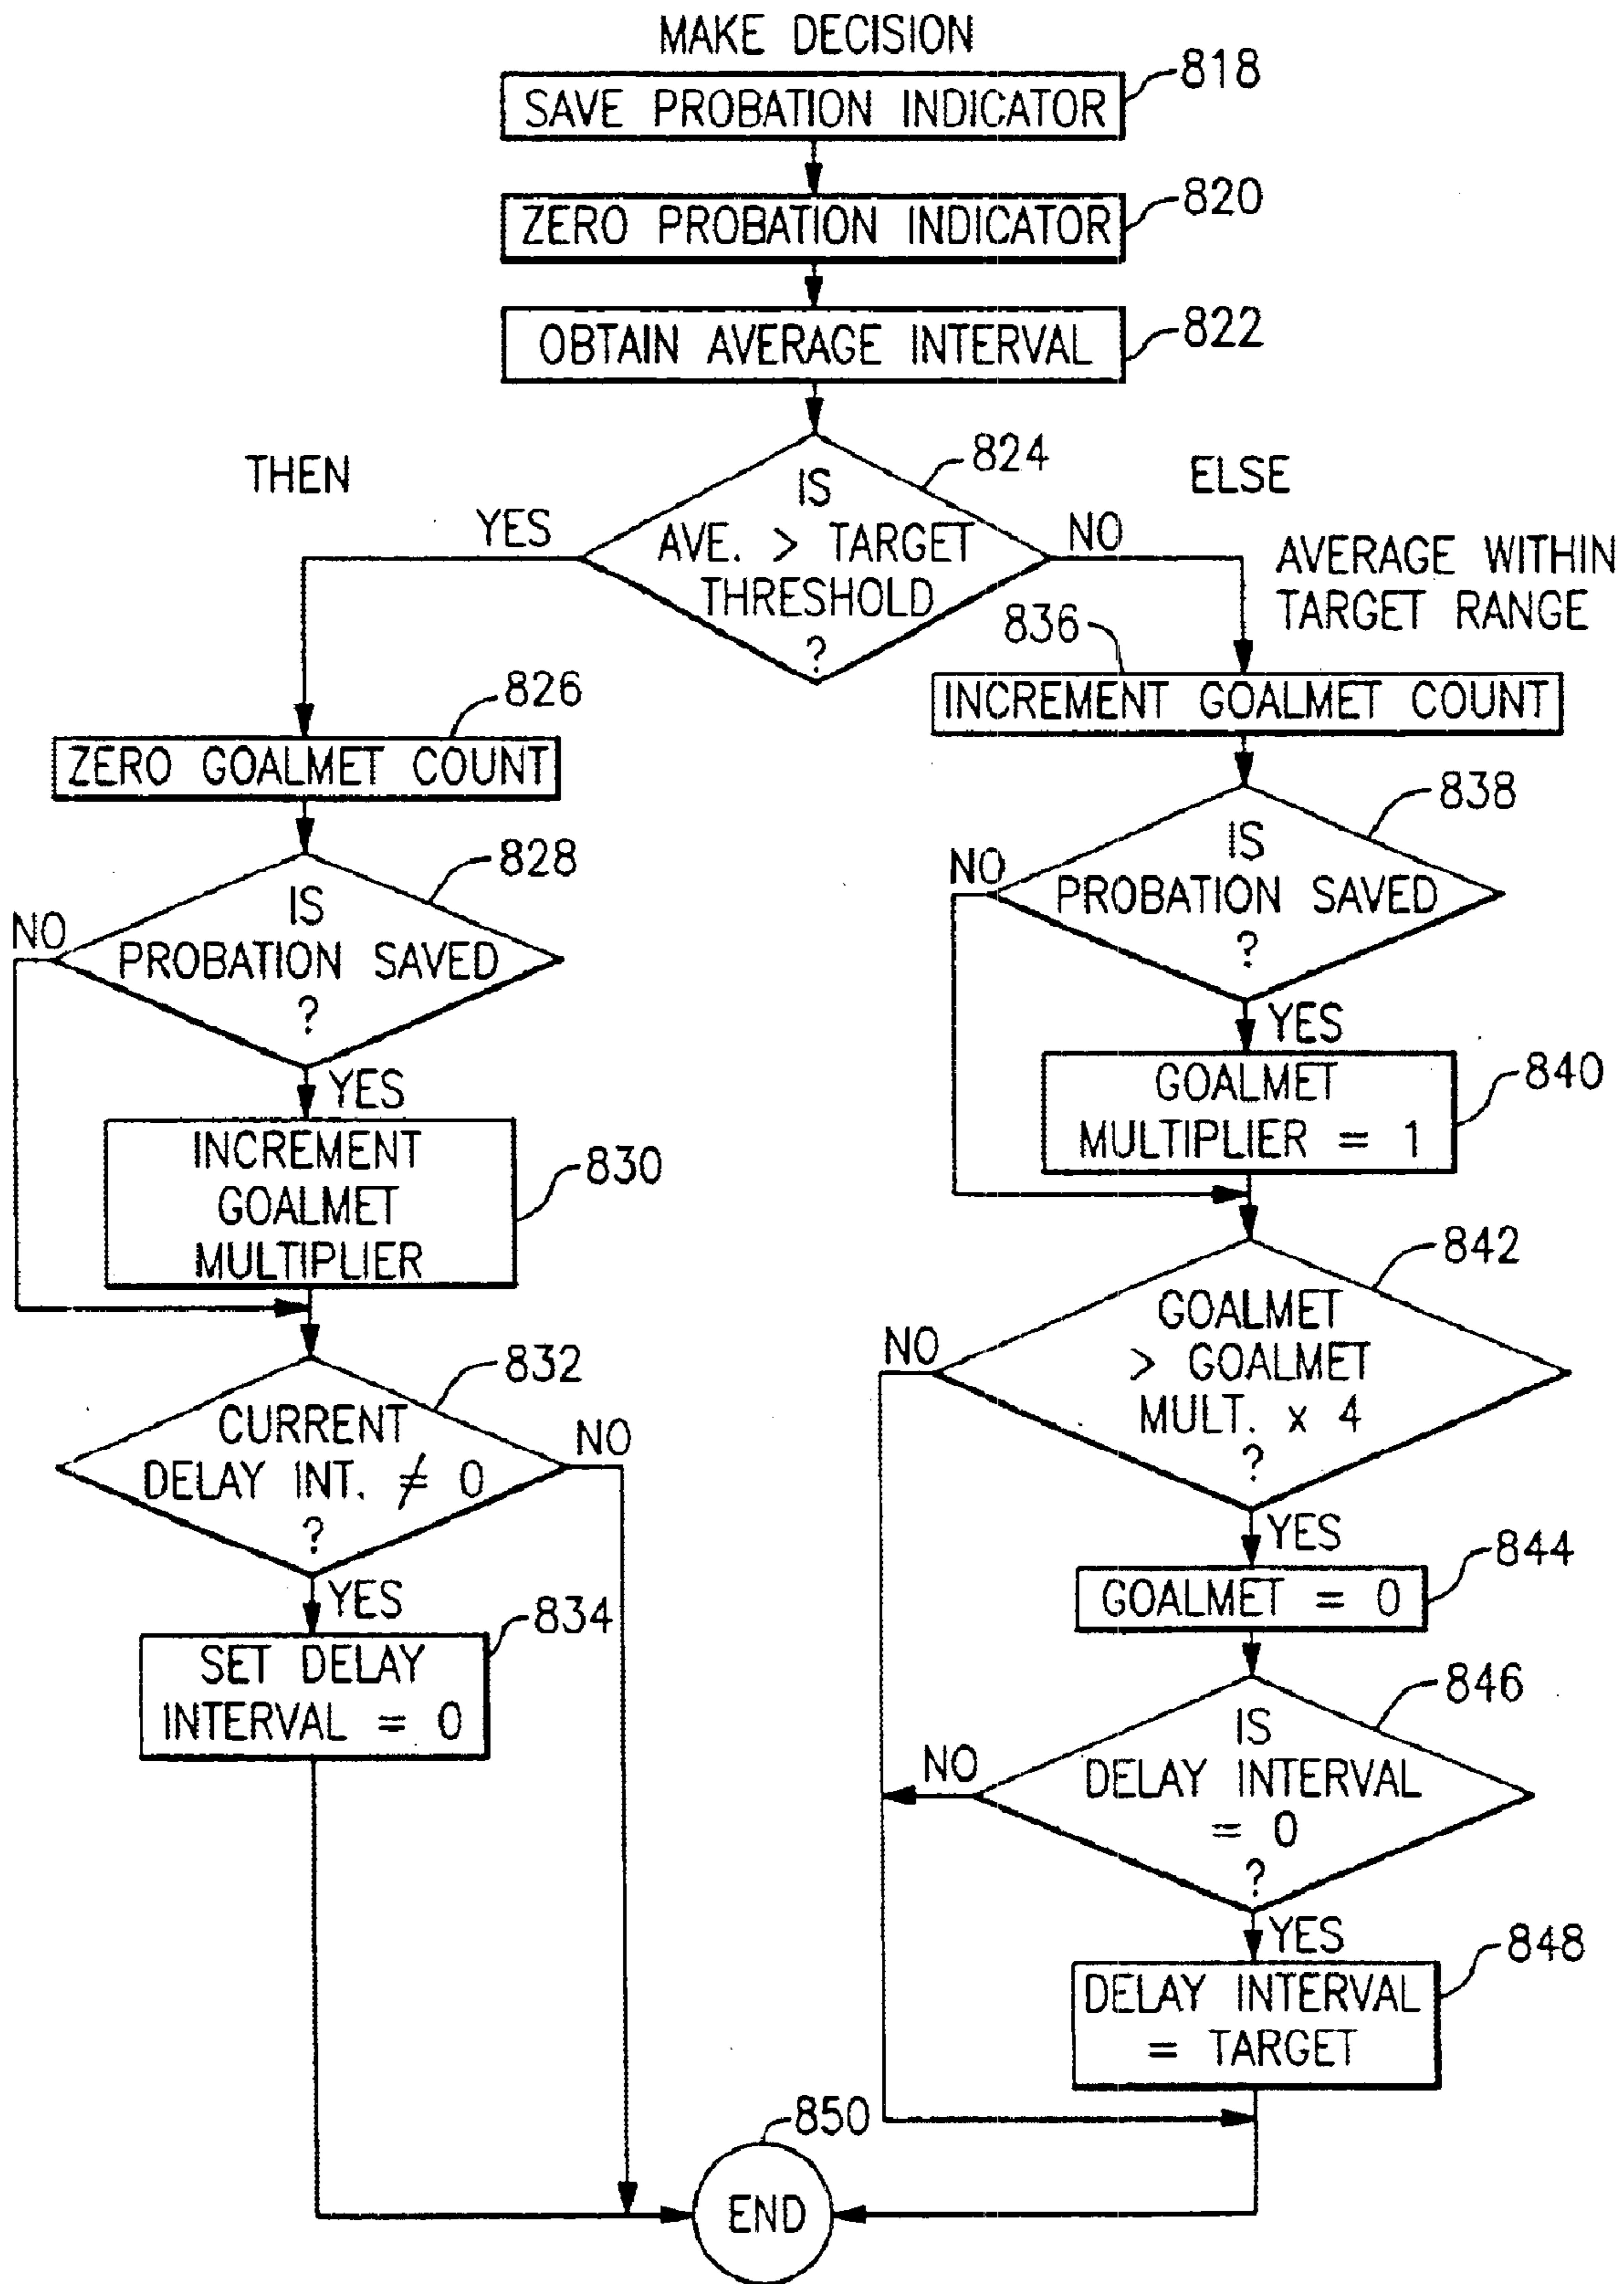 MAKE DECISION
818
SAVE PROBATION INDICATOR
820
ZERO PROBATION INDICATOR
822
OBTAIN AVERAGE INTERVAL
824
THEN
ELSE
IS
AVE. > TARGET
THRESHOLD
?
YES
NO
AVERAGE WITHIN
TARGET RANGE
826
ZERO GOALMET COUNT
828
IS
PROBATION SAVED
?
NO
YES
830
INCREMENT
GOALMET
MULTIPLIER
832
CURRENT
DELAY INT. ≠ 0
?
NO
YES
834
SET DELAY
INTERVAL = 0
836
INCREMENT GOALMET COUNT
838
IS
PROBATION SAVED
?
NO
YES
840
GOALMET
MULTIPLIER = 1
842
GOALMET
> GOALMET
MULT. x 4
?
NO
YES
844
GOALMET = 0
846
IS
DELAY INTERVAL
= 0
?
NO
YES
848
DELAY INTERVAL
= TARGET
850
END